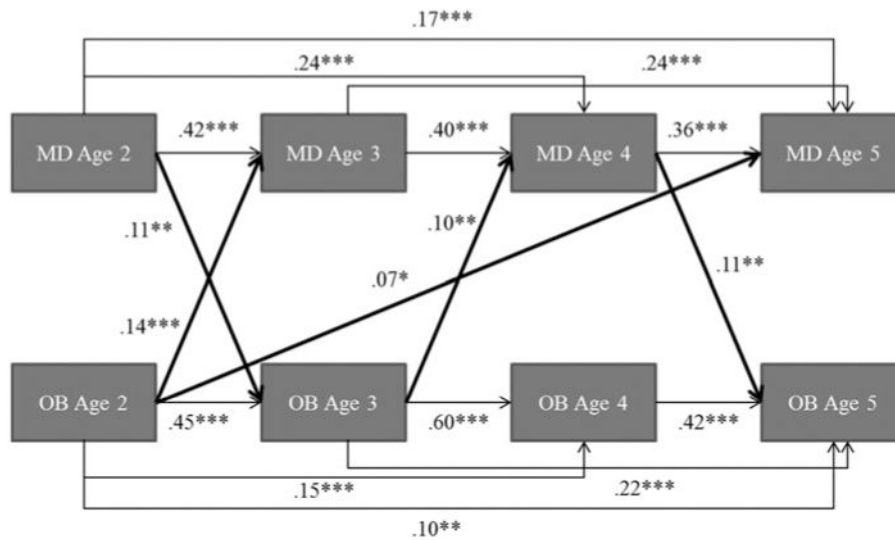 .17***
.24***
.24***
MD Age 2
.42***
MD Age 3
.40***
MD Age 4
.36***
MD Age 5
.11**
.10**
.07*
.11**
.14***
OB Age 2
.45***
OB Age 3
.60***
OB Age 4
.42***
OB Age 5
.15***
.22***
.10**